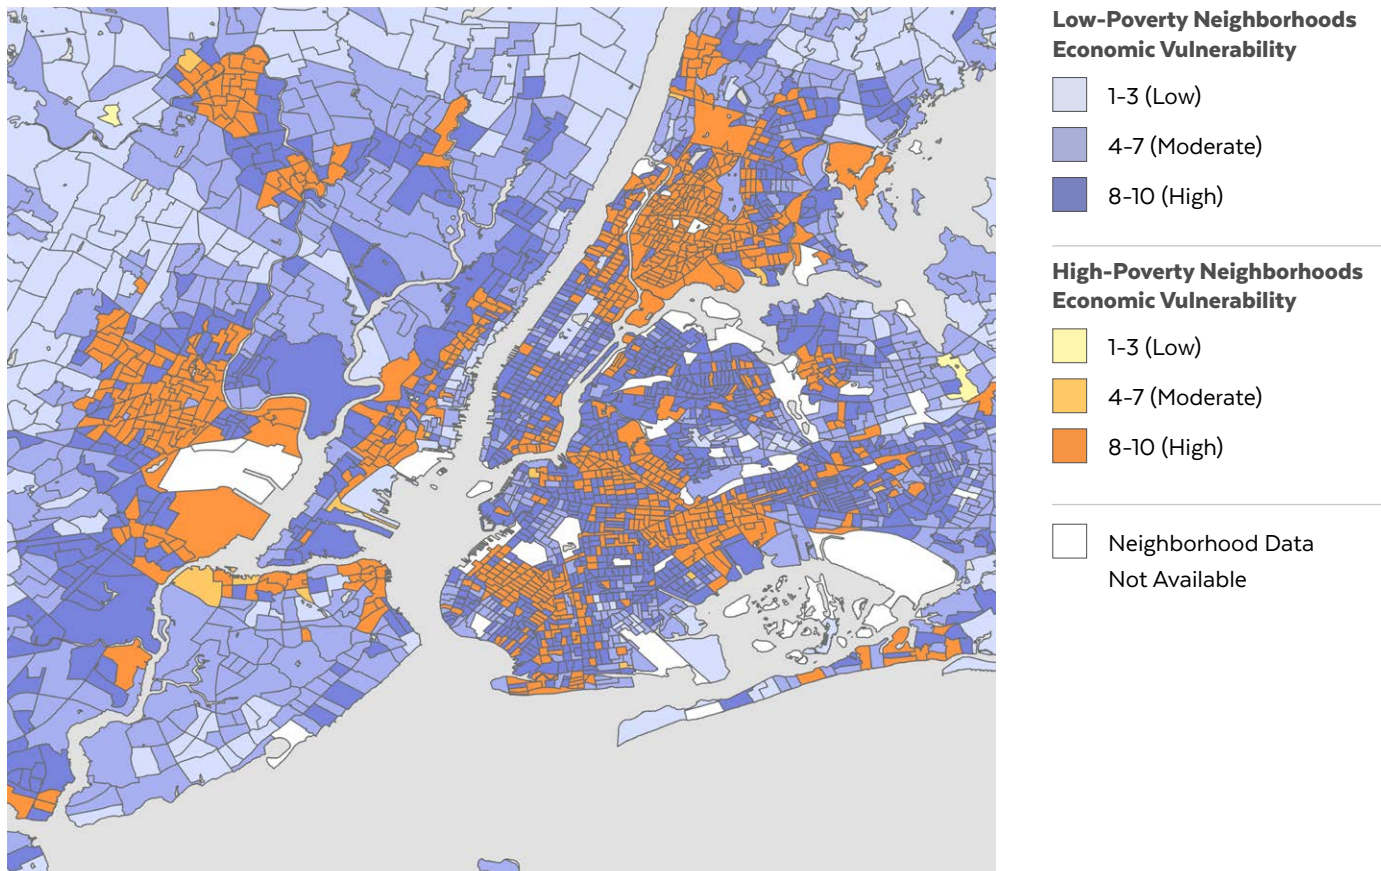 Low-Poverty Neighborhoods
Economic Vulnerability
1-3 (Low)
4-7 (Moderate)
8-10 (High)
High-Poverty Neighborhoods
Economic Vulnerability
1-3 (Low)
4-7 (Moderate)
8-10 (High)
Neighborhood Data
Not Available